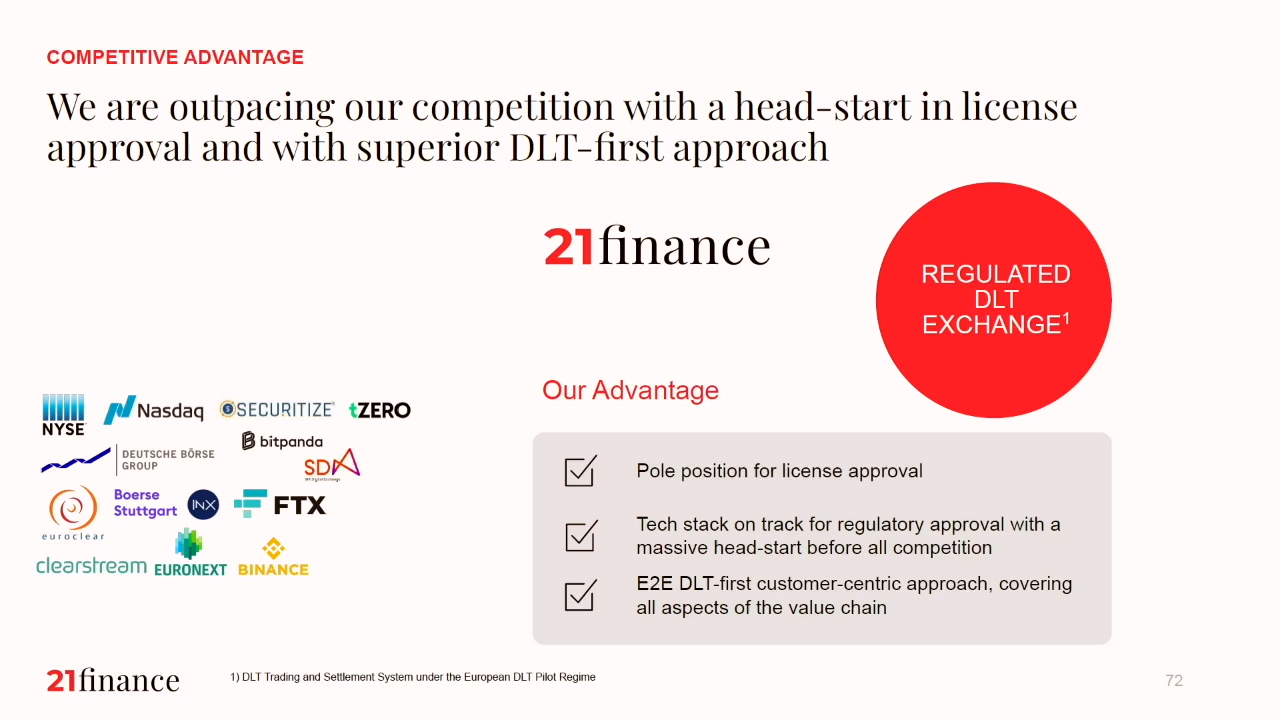 COMPETITIVE ADVANTAGE
We are outpacing our competition with a head-start in license
approval and with superior DLT-first approach
21finance
REGULATED
DLT
EXCHANGE¹
NYSE
Nasdaq
SECURITIZE
tZERO
bitpanda
DEUTSCHE BÖRSE
GROUP
SDX
Boerse
Stuttgart
INX
FTX
euroclear
clearstream
EURONEXT
BINANCE
Our Advantage
Pole position for license approval
Tech stack on track for regulatory approval with a
massive head-start before all competition
E2E DLT-first customer-centric approach, covering
all aspects of the value chain
21finance
1) DLT Trading and Settlement System under the European DLT Pilot Regime
72